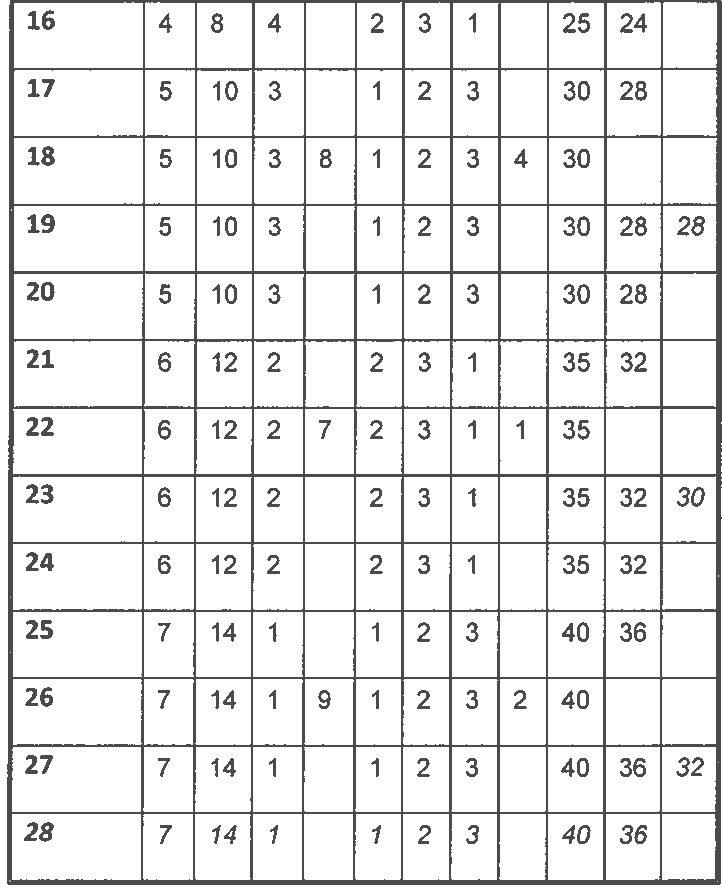 16 4 8 4 2 3 1 25 24
17 5 10 3 1 2 3 30 28
18 5 10 3 8 1 2 3 4 30
19 5 10 3 1 2 3 30 28 28
20 5 10 3 1 2 3 30 28
21 6 12 2 2 3 1 35 32
22 6 12 2 7 2 3 1 1 35
23 6 12 2 2 3 1 35 32 30
24 6 12 2 2 3 1 35 32
25 7 14 1 1 2 3 40 36
26 7 14 1 9 1 2 3 2 40
27 7 14 1 1 2 3 40 36 32
28 7 14 1 1 2 3 40 36